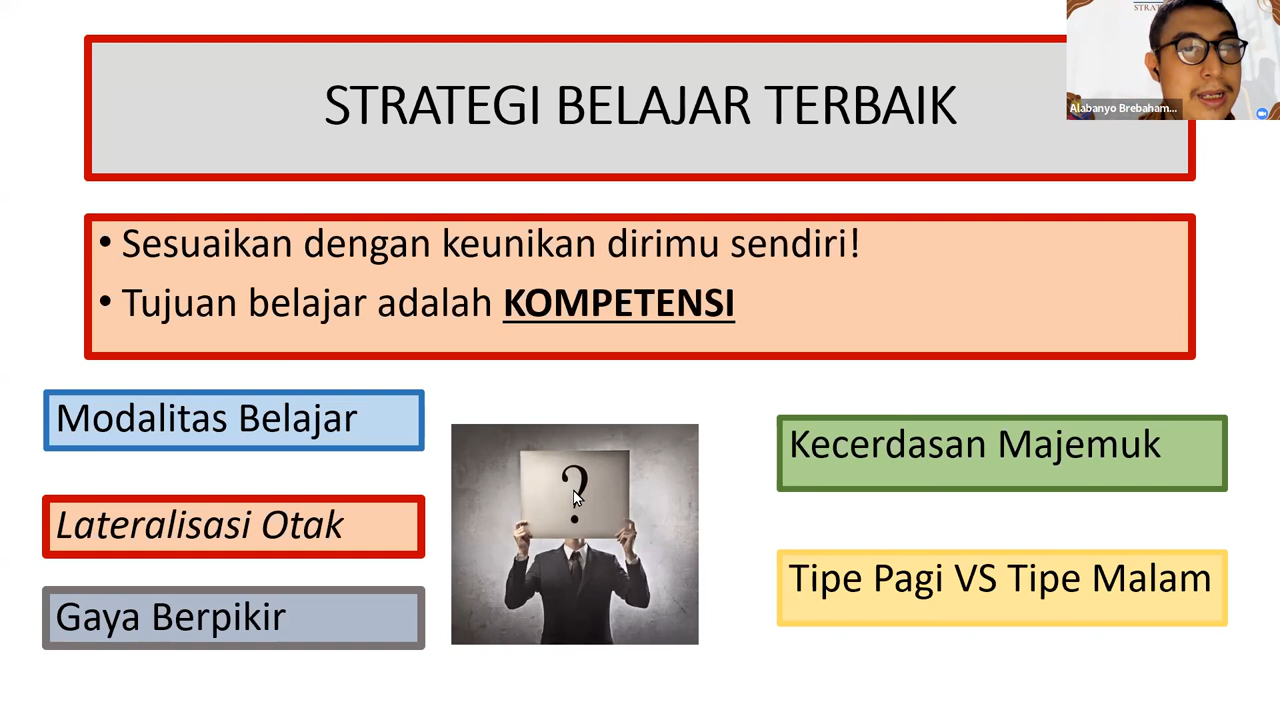 STRATEGI BELAJAR TERBAIK
Alabanyo Brebaham...
• Sesuaikan dengan keunikan dirimu sendiri!
• Tujuan belajar adalah KOMPETENSI
Modalitas Belajar
Lateralisasi Otak
Gaya Berpikir
?
Kecerdasan Majemuk
Tipe Pagi VS Tipe Malam